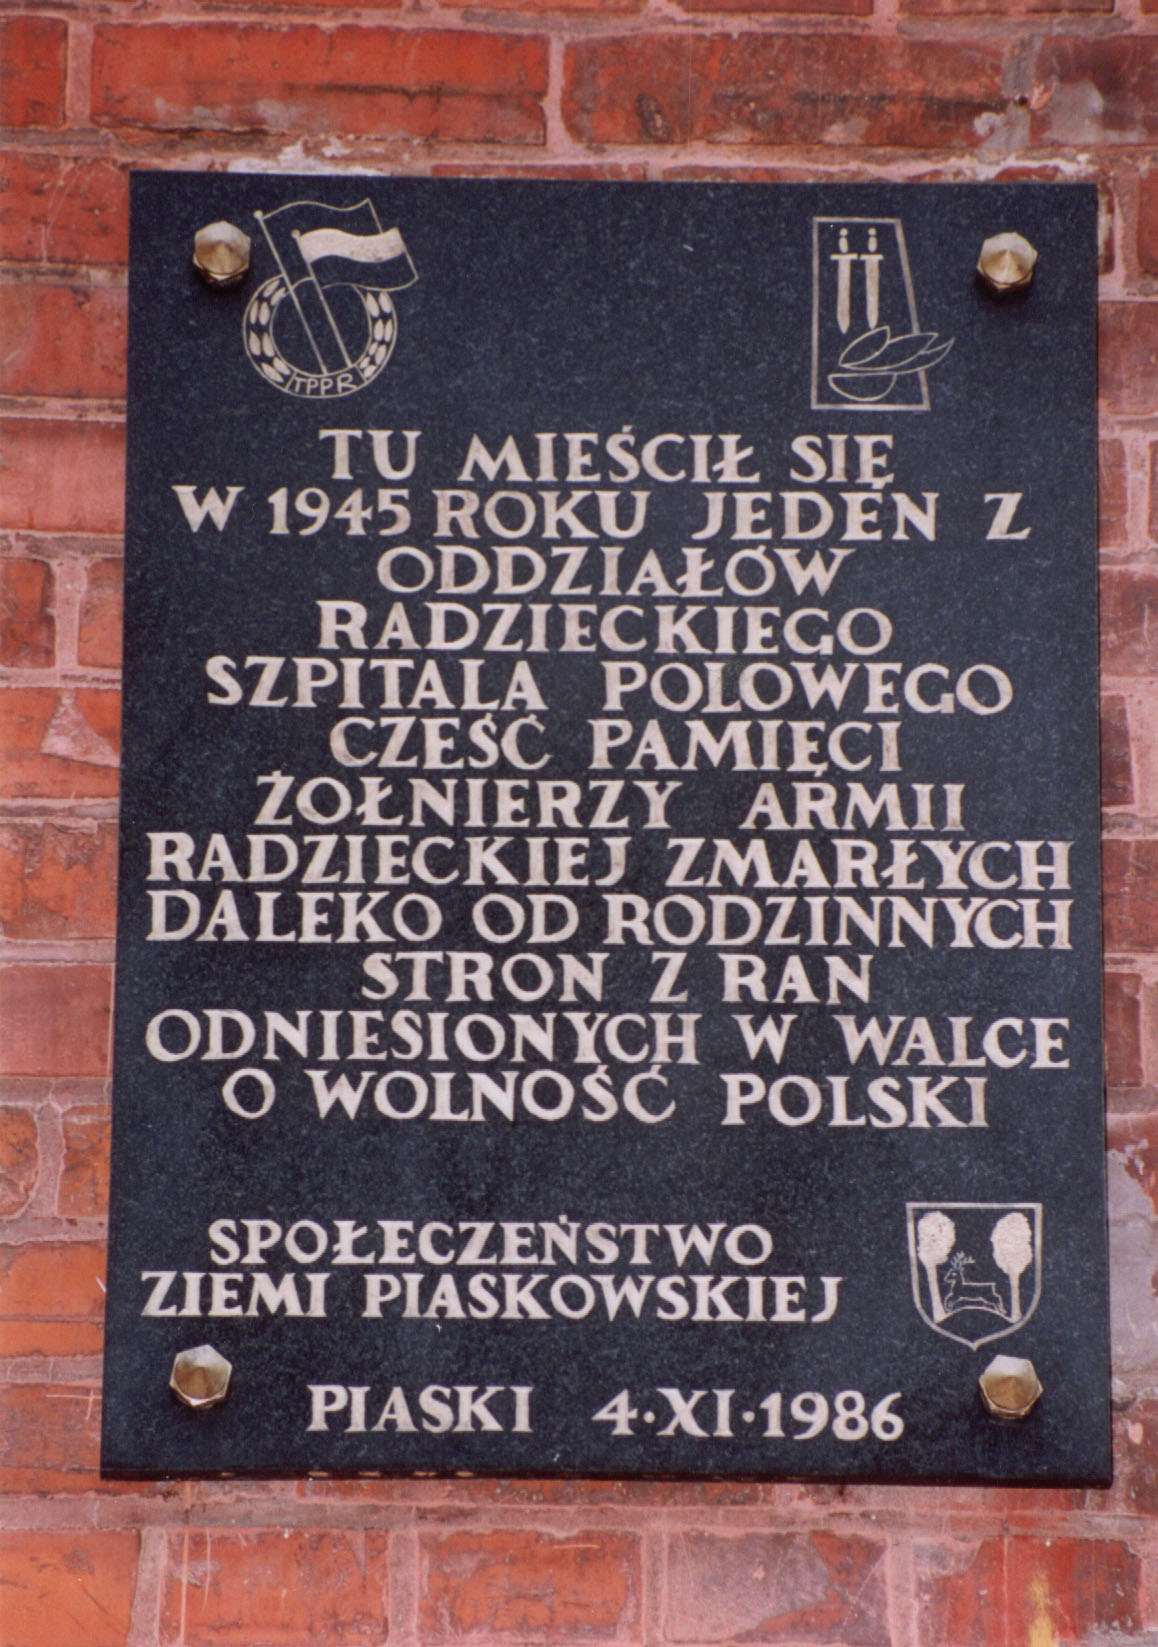 TPPR
TU MIEŚCIŁ SIĘ
W 1945 ROKU JEDEN Z
ODDZIAŁÓW
RADZIECKIEGO
SZPITALA POLOWEGO
CZEŚĆ PAMIĘCI
ŻOŁNIERZY ARMII
RADZIECKIEJ ZMARŁYCH
DALEKO OD RODZINNYCH
STRON Z RAN
ODNIESIONYCH W WALCE
O WOLNOŚĆ POLSKI
SPOŁECZEŃSTWO
ZIEMI PIASKOWSKIEJ
PIASKI 4·XI·1986